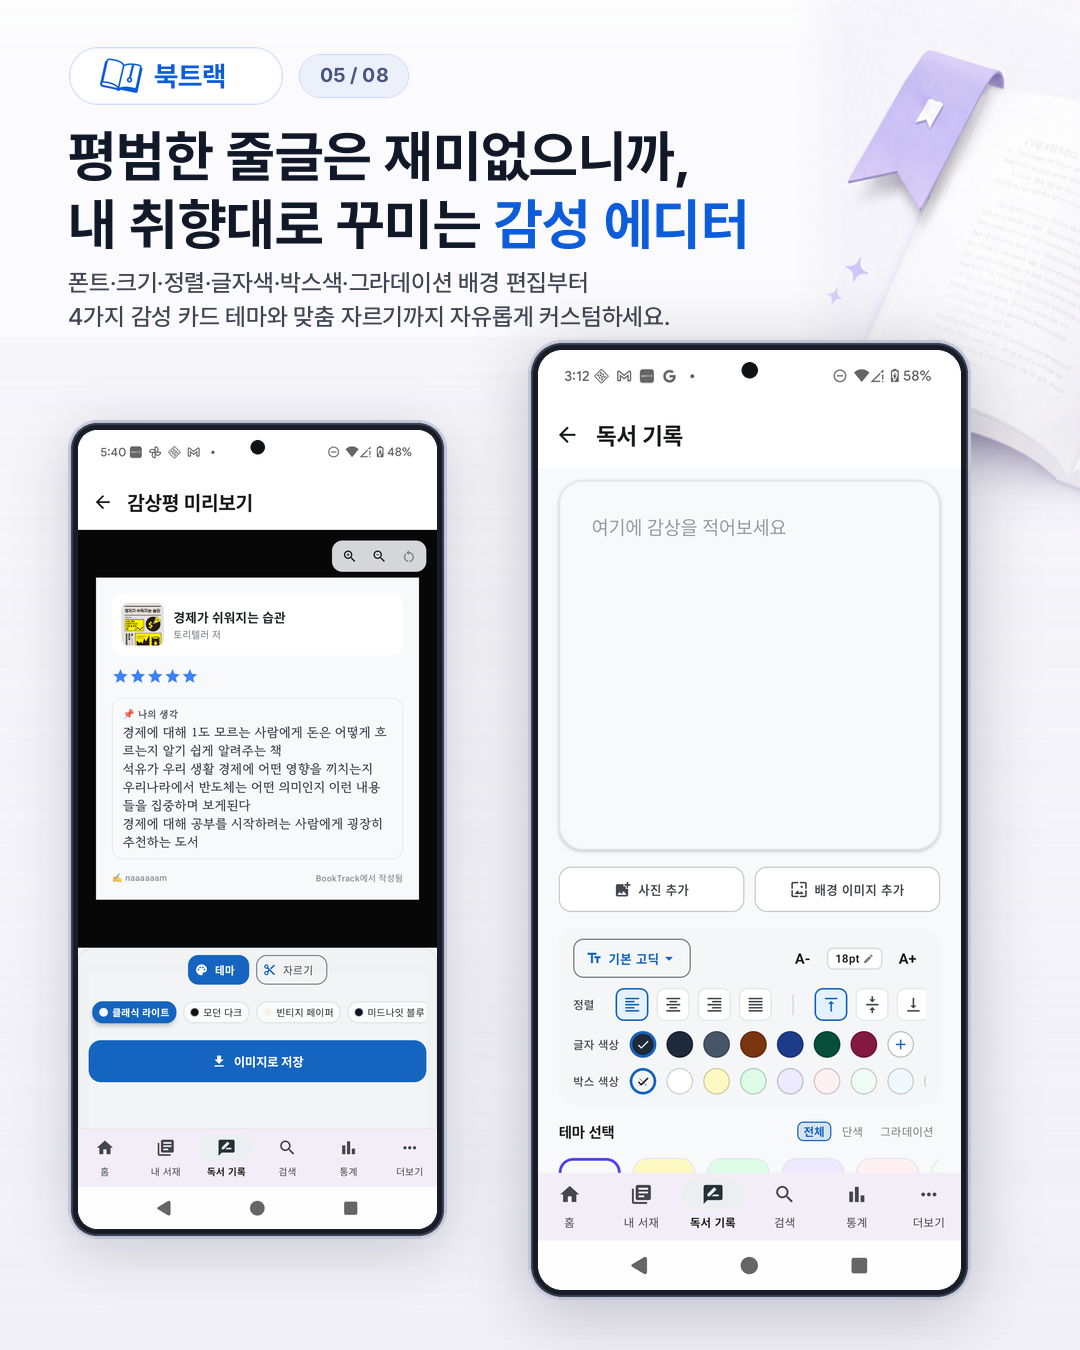 북트랙
05 / 08
평범한 줄글은 재미없으니까,
내 취향대로 꾸미는 감성 에디터
폰트·크기·정렬·글자색·박스색·그라데이션 배경 편집부터
4가지 감성 카드 테마와 맞춤 자르기까지 자유롭게 커스텀하세요.
5:40
48%
감상평 미리보기
경제가 쉬워지는 습관
토리텔러 저
📌 나의 생각
경제에 대해 1도 모르는 사람에게 돈은 어떻게 흐
르는지 알기 쉽게 알려주는 책
석유가 우리 생활 경제에 어떤 영향을 끼치는지
우리나라에서 반도체는 어떤 의미인지 이런 내용
들을 집중하며 보게된다
경제에 대해 공부를 시작하려는 사람에게 굉장히
추천하는 도서
✍️ naaaaaam
BookTrack에서 작성됨
테마
자르기
클래식 라이트
모던 다크
빈티지 페이퍼
미드나잇 블루
이미지로 저장
홈
내 서재
독서 기록
검색
통계
더보기
3:12
58%
독서 기록
여기에 감상을 적어보세요
사진 추가
배경 이미지 추가
기본 고딕
A-
18pt
A+
정렬
글자 색상
박스 색상
테마 선택
전체
단색
그라데이션
홈
내 서재
독서 기록
검색
통계
더보기